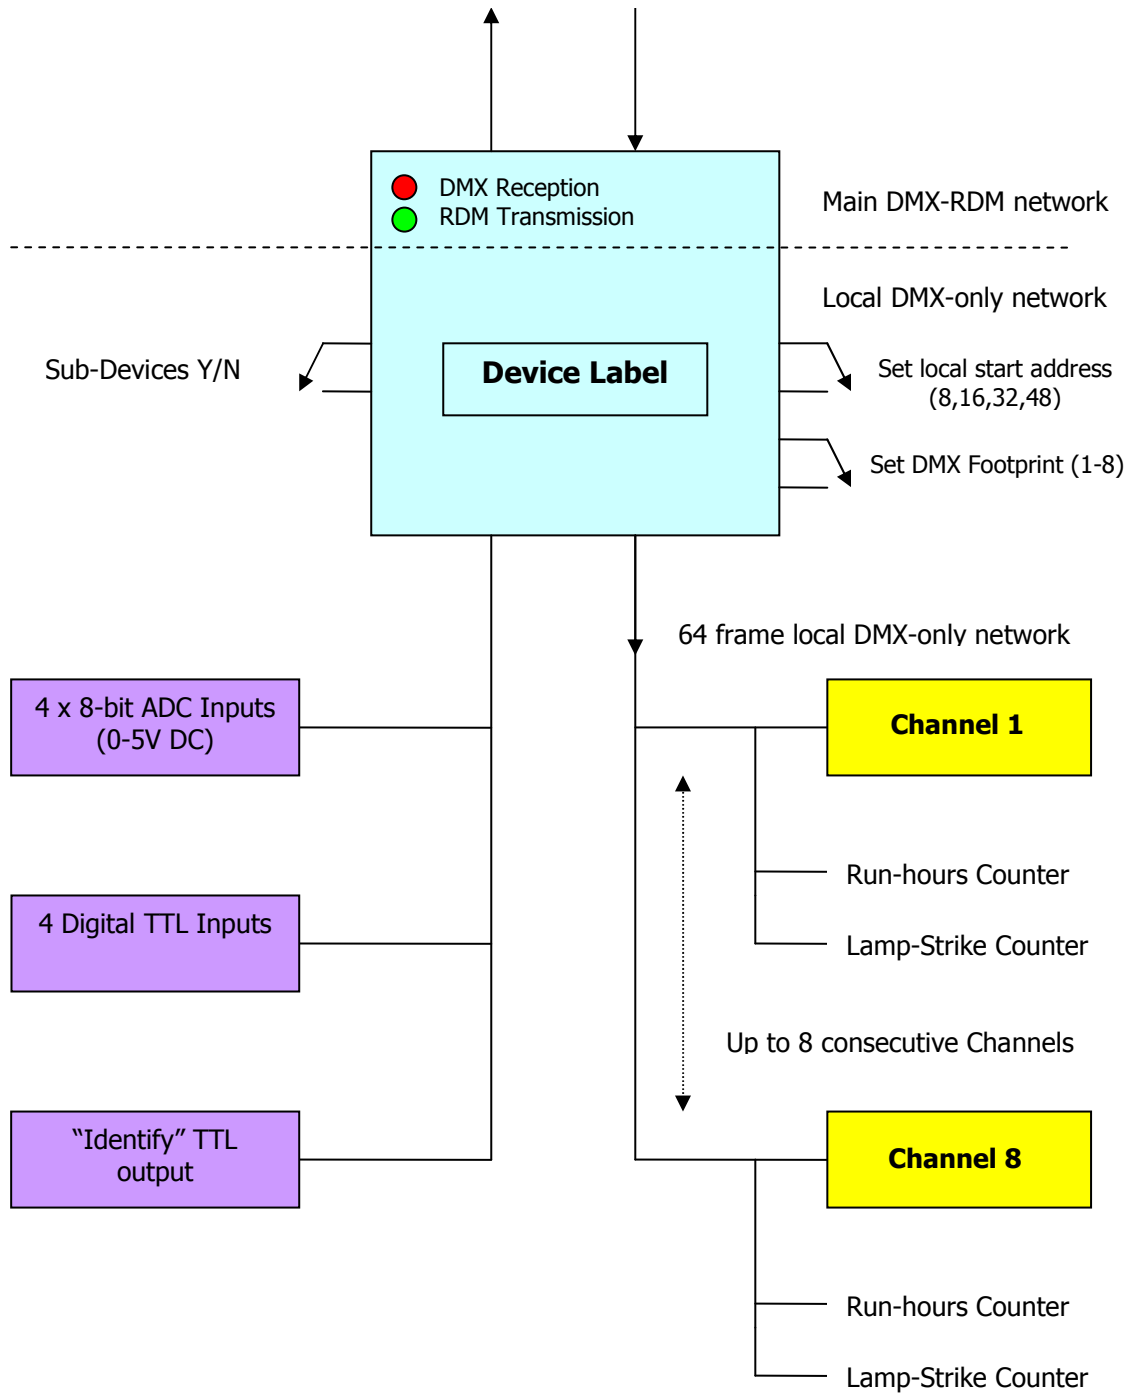 DMX Reception
RDM Transmission
Main DMX-RDM network
Local DMX-only network
Sub-Devices Y/N
Device Label
Set local start address
(8,16,32,48)
Set DMX Footprint (1-8)
64 frame local DMX-only network
4 x 8-bit ADC Inputs
(0-5V DC)
Channel 1
Run-hours Counter
4 Digital TTL Inputs
Lamp-Strike Counter
Up to 8 consecutive Channels
“Identify” TTL
output
Channel 8
Run-hours Counter
Lamp-Strike Counter